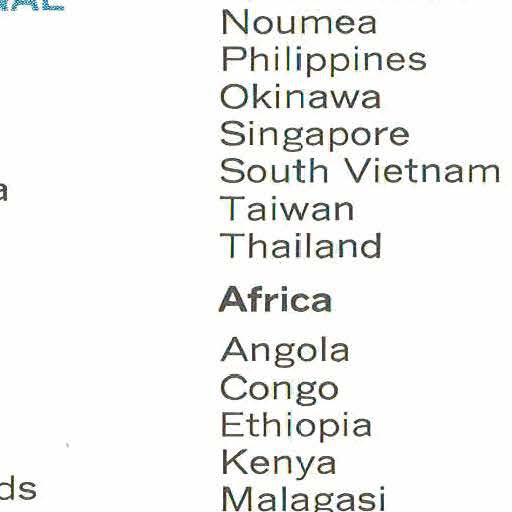 Noumea
Philippines
Okinawa
Singapore
South Vietnam
Taiwan
Thailand
Africa
Angola
Congo
Ethiopia
Kenya
Malagasi